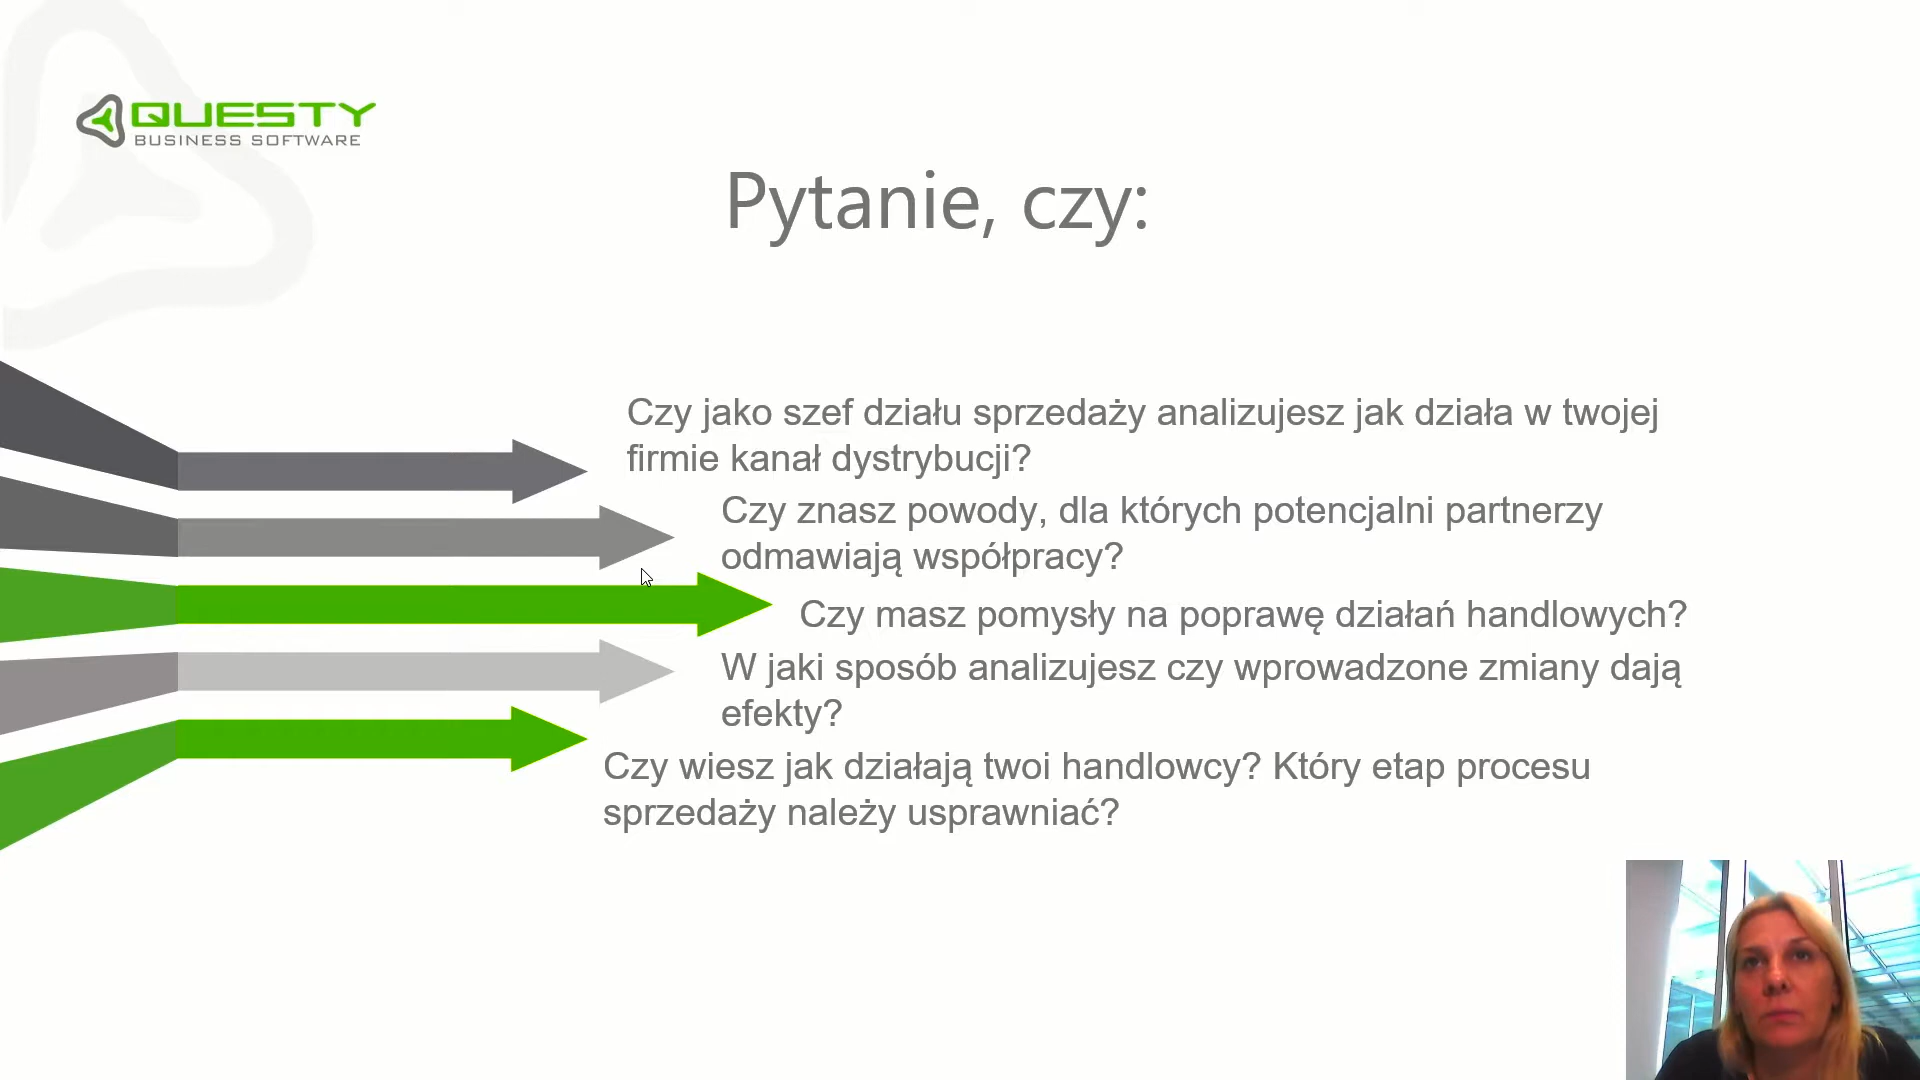 QUESTY
BUSINESS SOFTWARE
Pytanie, czy:
Czy jako szef działu sprzedaży analizujesz jak działa w twojej
firmie kanał dystrybucji?
Czy znasz powody, dla których potencjalni partnerzy
odmawiają współpracy?
Czy masz pomysły na poprawę działań handlowych?
W jaki sposób analizujesz czy wprowadzone zmiany dają
efekty?
Czy wiesz jak działają twoi handlowcy? Który etap procesu
sprzedaży należy usprawniać?